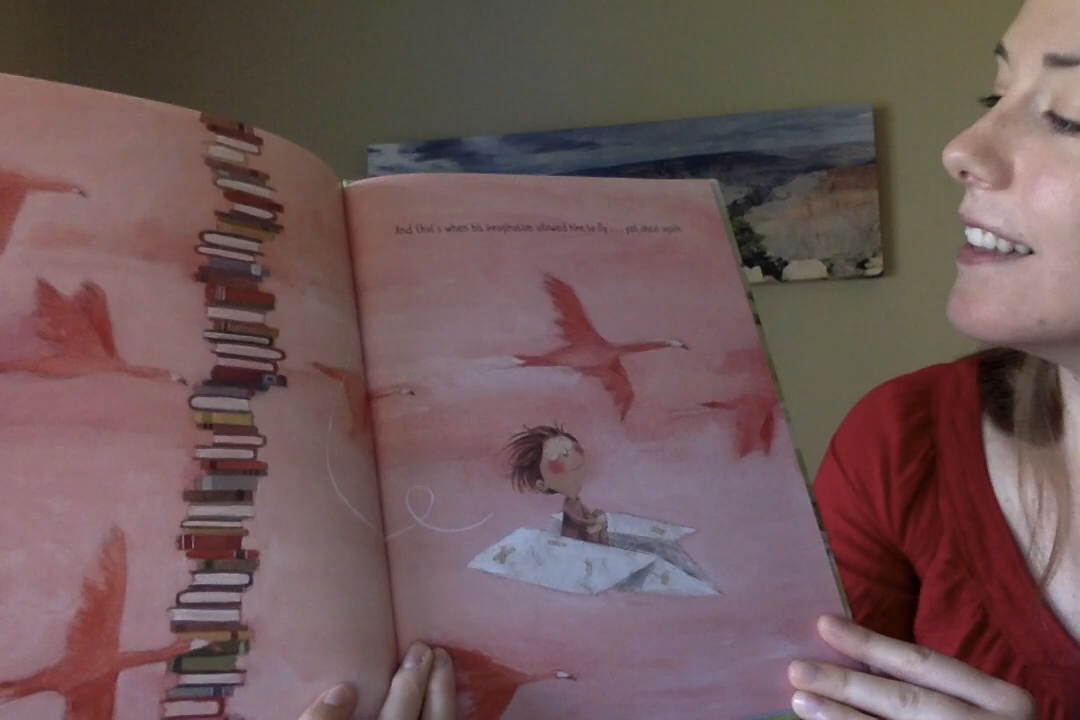 And that's when his imagination allowed him to fly . . . yet once again.